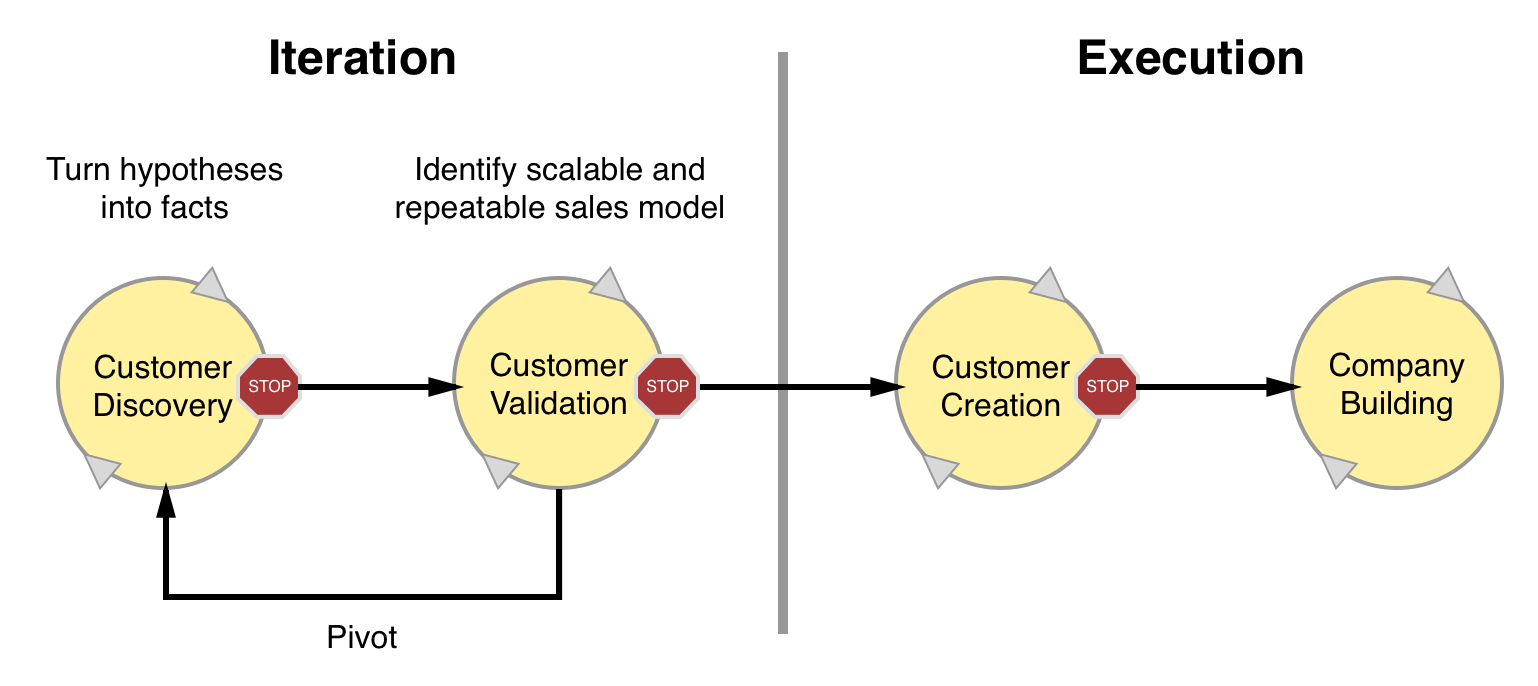 Iteration
Execution
Turn hypotheses
into facts
Identify scalable and
repeatable sales model
Customer
Discovery
STOP
Customer
Validation
STOP
Customer
Creation
STOP
Company
Building
Pivot